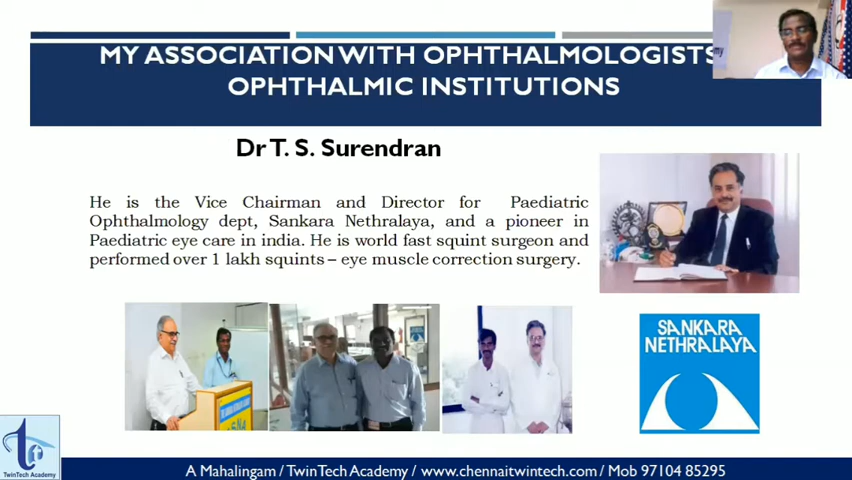 MY ASSOCIATION WITH OPHTHALMOLOGISTS
OPHTHALMIC INSTITUTIONS
Dr T. S. Surendran
He is the Vice Chairman and Director for Paediatric
Ophthalmology dept, Sankara Nethralaya, and a pioneer in
Paediatric eye care in india. He is world fast squint surgeon and
performed over 1 lakh squints – eye muscle correction surgery.
SANKARA
NETHRALAYA
TwinTech Academy
A Mahalingam / TwinTech Academy / www.chennaitwintech.com / Mob 97104 85295